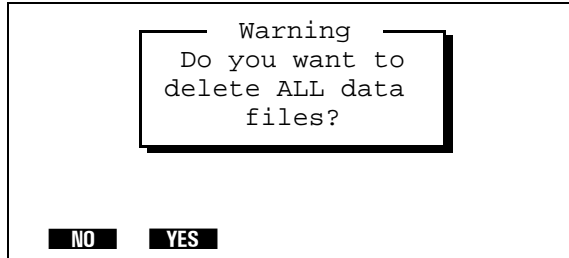 Warning
Do you want to
delete ALL data
files?
NO YES